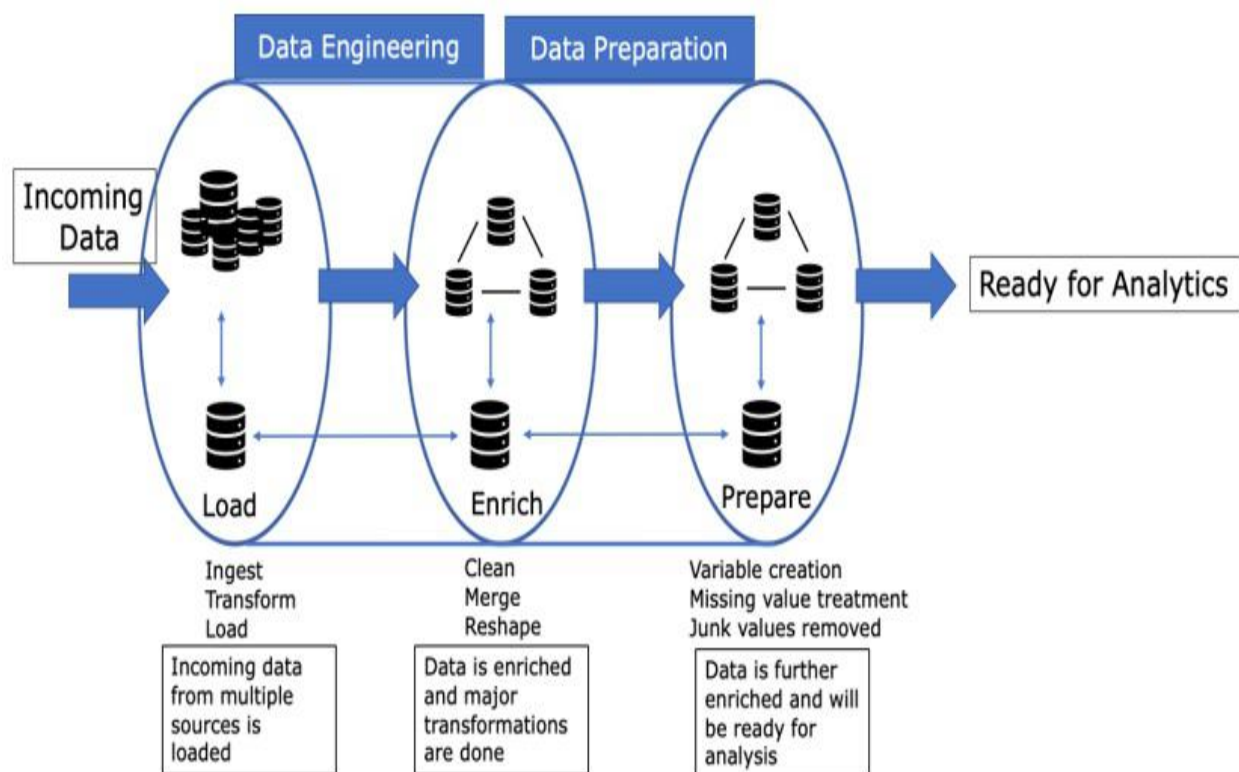 Data Engineering
Data Preparation
Incoming
Data
Ready for Analytics
Load
Enrich
Prepare
Ingest
Transform
Load
Incoming data
from multiple
sources is
loaded
Clean
Merge
Reshape
Data is enriched
and major
transformations
are done
Variable creation
Missing value treatment
Junk values removed
Data is further
enriched and will
be ready for
analysis